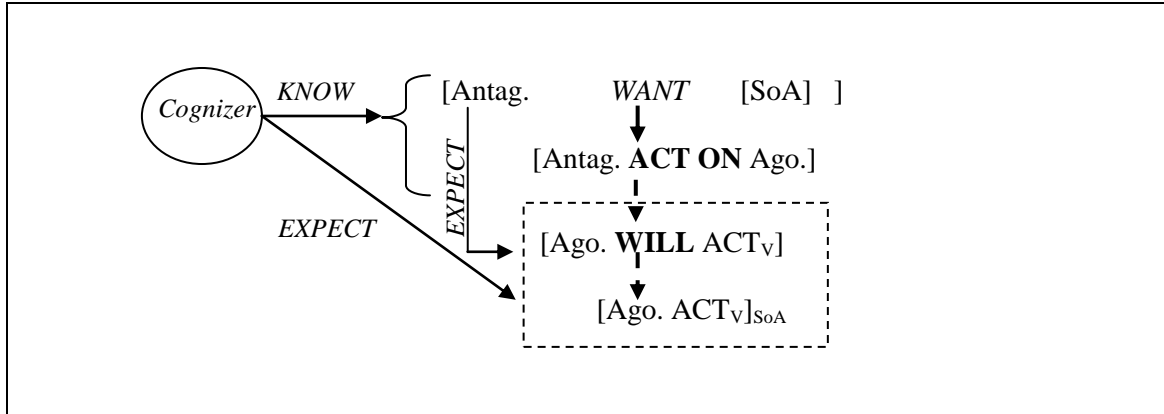 KNOW [Antag. WANT [SoA] ]
Cognizer
[Antag. ACT ON Ago.]
EXPECT
EXPECT [Ago. WILL ACTV]
[Ago. ACTV]SoA